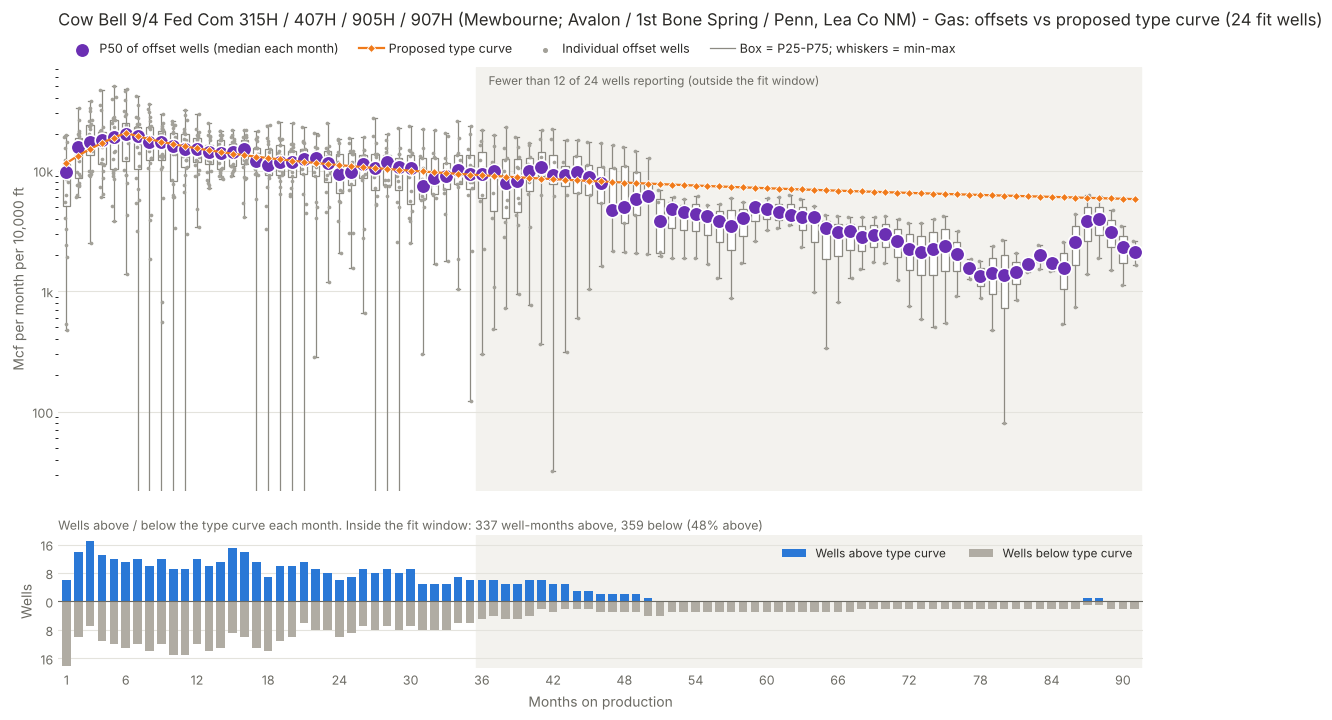 Cow Bell 9/4 Fed Com 315H / 407H / 905H / 907H (Mewbourne; Avalon / 1st Bone Spring / Penn, Lea Co NM) - Gas: offsets vs proposed type curve (24 fit wells)
P50 of offset wells (median each month) Proposed type curve Individual offset wells Box = P25-P75; whiskers = min-max
Fewer than 12 of 24 wells reporting (outside the fit window)
Mcf per month per 10,000 ft
10k
1k
100
Wells above / below the type curve each month. Inside the fit window: 337 well-months above, 359 below (48% above)
Wells above type curve Wells below type curve
Wells
16
8
0
8
16
1 6 12 18 24 30 36 42 48 54 60 66 72 78 84 90
Months on production